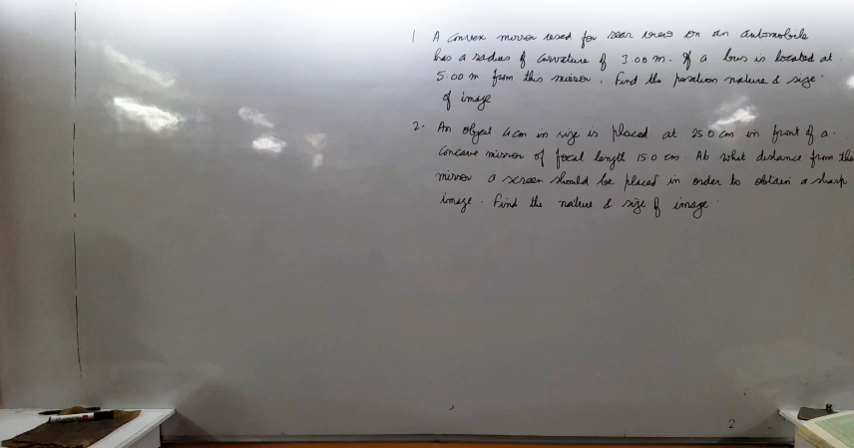 1 A convex mirror used for rear view on an automobile
has a radius of curvature of 3.00 m. If a bus is located at
5.00 m from this mirror. Find the position nature & size
of image
2. An object 4 cm in size is placed at 25.0 cm in front of a
concave mirror of focal length 15.0 cm. At what distance from the
mirror a screen should be placed in order to obtain a sharp
image. Find the nature & size of image
2